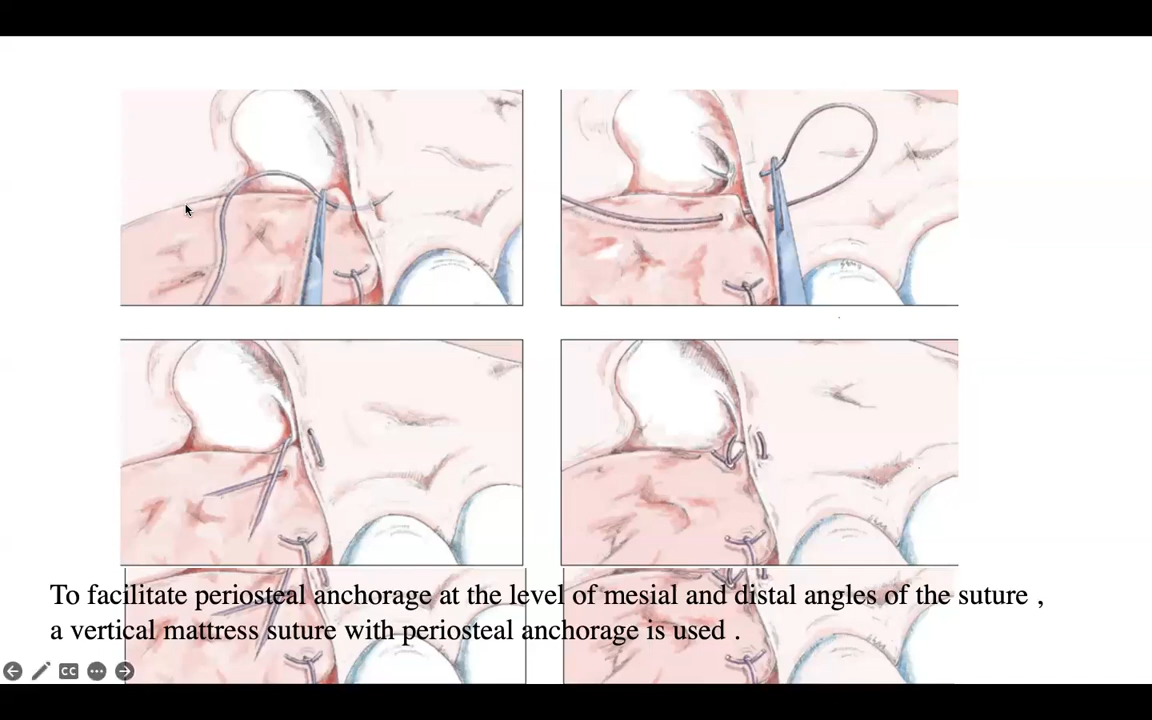 To facilitate periosteal anchorage at the level of mesial and distal angles of the suture ,
a vertical mattress suture with periosteal anchorage is used .
CC